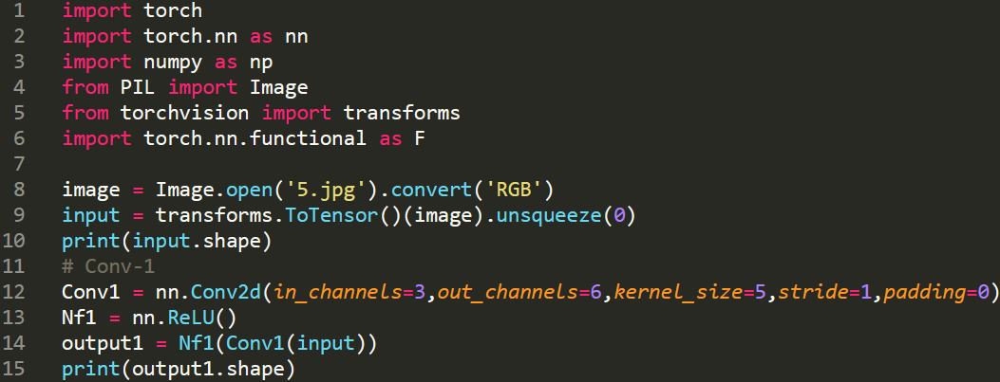 1 import torch
2 import torch.nn as nn
3 import numpy as np
4 from PIL import Image
5 from torchvision import transforms
6 import torch.nn.functional as F
7
8 image = Image.open('5.jpg').convert('RGB')
9 input = transforms.ToTensor()(image).unsqueeze(0)
10 print(input.shape)
11 # Conv-1
12 Conv1 = nn.Conv2d(in_channels=3,out_channels=6,kernel_size=5,stride=1,padding=0)
13 Nf1 = nn.ReLU()
14 output1 = Nf1(Conv1(input))
15 print(output1.shape)